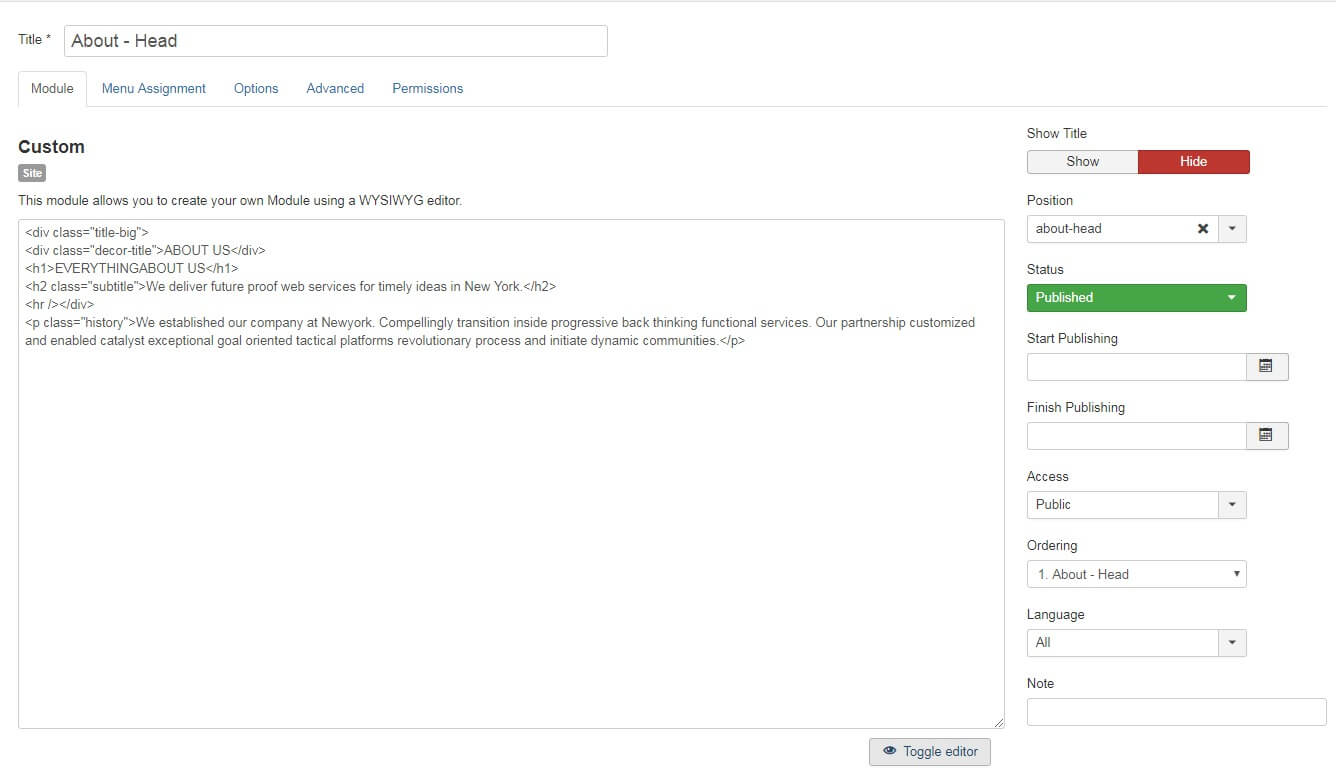 Title *
About - Head
Module
Menu Assignment
Options
Advanced
Permissions
Custom
Site
This module allows you to create your own Module using a WYSIWYG editor.
<div class="title-big">
<div class="decor-title">ABOUT US</div>
<h1>EVERYTHINGABOUT US</h1>
<h2 class="subtitle">We deliver future proof web services for timely ideas in New York.</h2>
<hr /></div>
<p class="history">We established our company at Newyork. Compellingly transition inside progressive back thinking functional services. Our partnership customized
and enabled catalyst exceptional goal oriented tactical platforms revolutionary process and initiate dynamic communities.</p>
Toggle editor
Show Title
Show
Hide
Position
about-head
Status
Published
Start Publishing
Finish Publishing
Access
Public
Ordering
1. About - Head
Language
All
Note